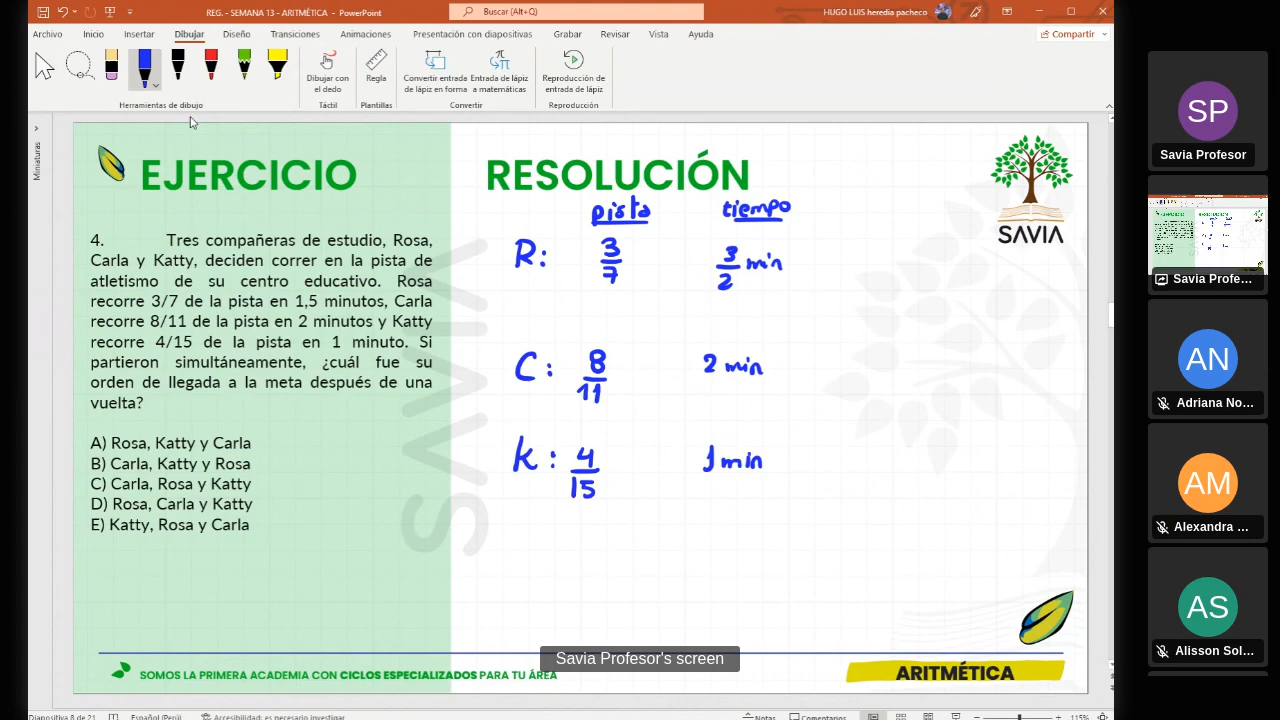 REG. - SEMANA 13 - ARITMÉTICA - PowerPoint
Buscar (Alt+Q)
HUGO LUIS heredia pacheco
Archivo Inicio Insertar Dibujar Diseño Transiciones Animaciones Presentación con diapositivas Grabar Revisar Vista Ayuda
Compartir
Dibujar con el dedo
Regla
Convertir entrada de lápiz en forma
Entrada de lápiz a matemáticas
Reproducción de entrada de lápiz
Herramientas de dibujo
Táctil
Plantillas
Convertir
Reproducción
Miniaturas
EJERCICIO
4. Tres compañeras de estudio, Rosa,
Carla y Katty, deciden correr en la pista de
atletismo de su centro educativo. Rosa
recorre 3/7 de la pista en 1,5 minutos, Carla
recorre 8/11 de la pista en 2 minutos y Katty
recorre 4/15 de la pista en 1 minuto. Si
partieron simultáneamente, ¿cuál fue su
orden de llegada a la meta después de una
vuelta?
A) Rosa, Katty y Carla
B) Carla, Katty y Rosa
C) Carla, Rosa y Katty
D) Rosa, Carla y Katty
E) Katty, Rosa y Carla
RESOLUCIÓN
pista tiempo
R: 3/7 3/2 min
C: 8/11 2 min
K: 4/15 1 min
SAVIA
SAVIA
Savia Profesor's screen
SOMOS LA PRIMERA ACADEMIA CON CICLOS ESPECIALIZADOS PARA TU ÁREA
ARITMÉTICA
Diapositiva 8 de 21
Español (Perú)
Accesibilidad: es necesario investigar
Notas
Comentarios
115%
SP
Savia Profesor
Savia Profe...
AN
Adriana No...
AM
Alexandra ...
AS
Alisson Sol...